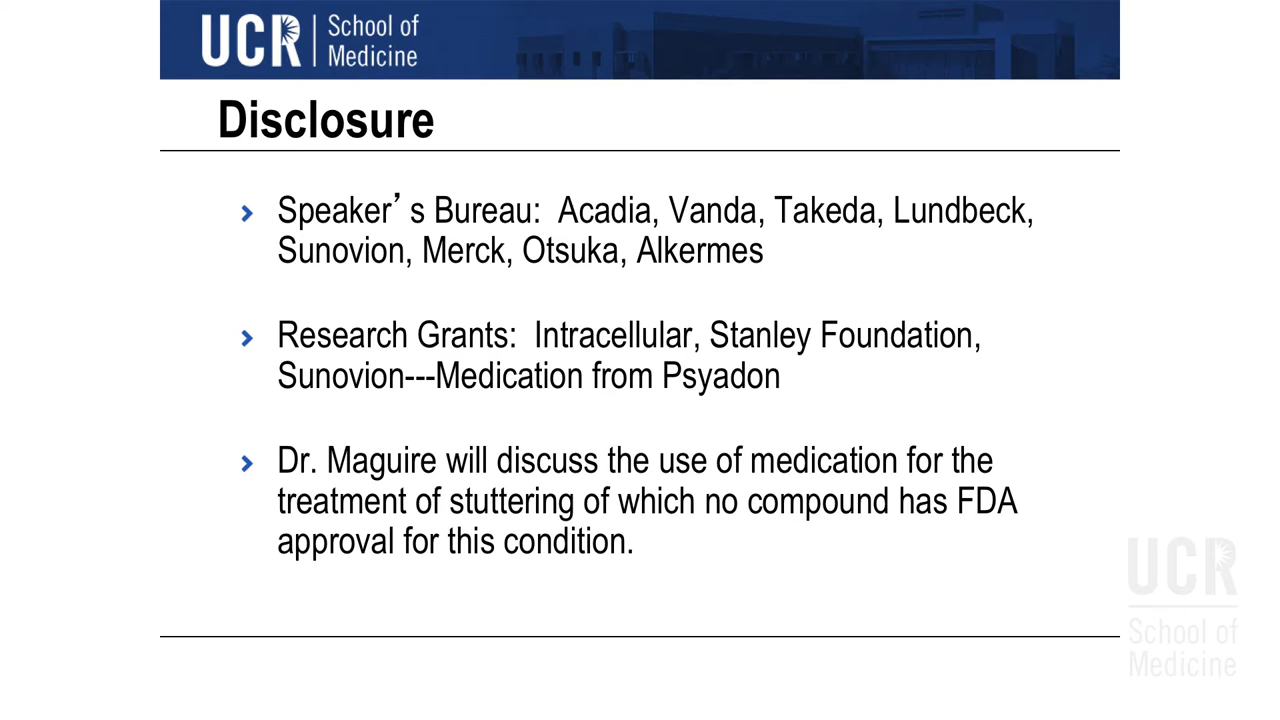 UCR School of Medicine
Disclosure
Speaker’s Bureau: Acadia, Vanda, Takeda, Lundbeck,
Sunovion, Merck, Otsuka, Alkermes
Research Grants: Intracellular, Stanley Foundation,
Sunovion---Medication from Psyadon
Dr. Maguire will discuss the use of medication for the
treatment of stuttering of which no compound has FDA
approval for this condition.
UCR
School of
Medicine